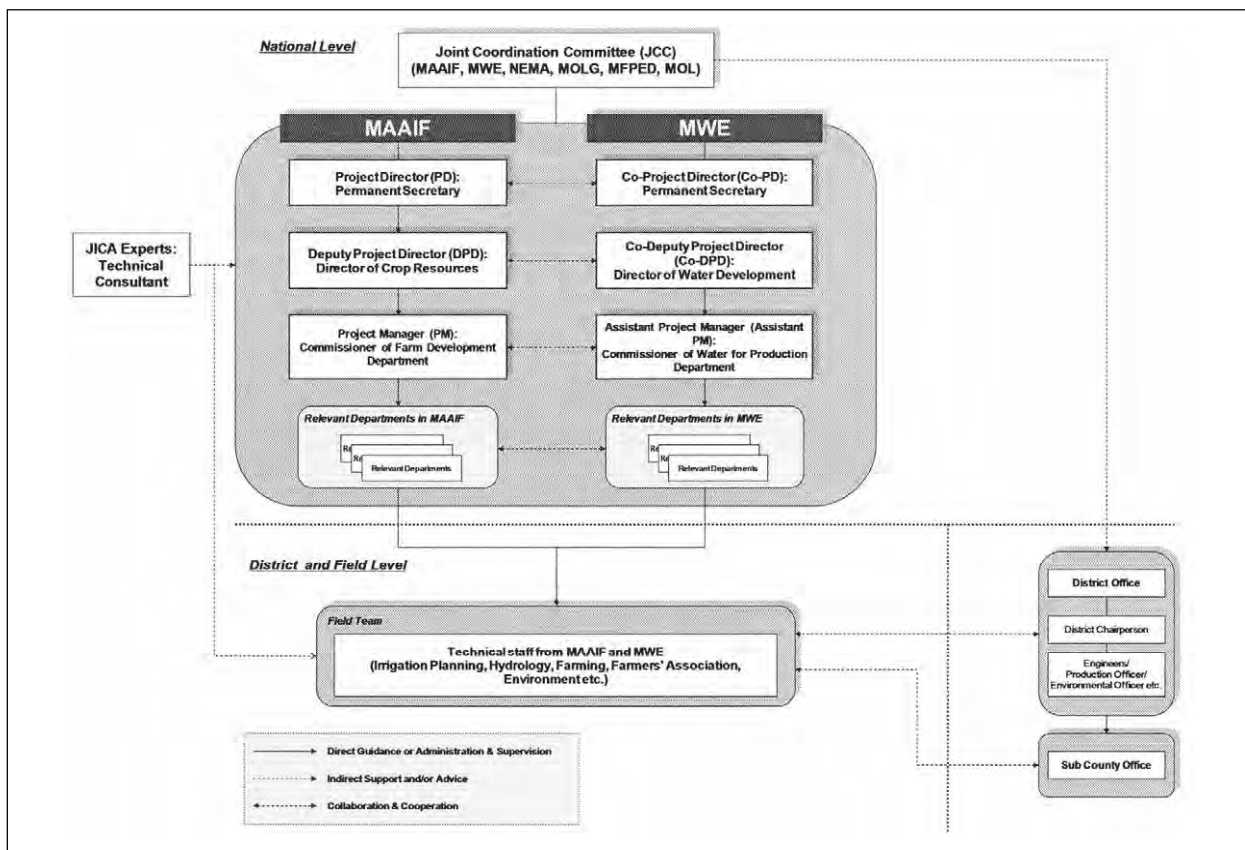 National Level
Joint Coordination Committee (JCC)
(MAAIF, MWE, NEMA, MOLG, MFPED, MOL)
MAAIF
MWE
Project Director (PD):
Permanent Secretary
Co-Project Director (Co-PD):
Permanent Secretary
JICA Experts:
Technical
Consultant
Deputy Project Director (DPD):
Director of Crop Resources
Co-Deputy Project Director
(Co-DPD):
Director of Water Development
Project Manager (PM):
Commissioner of Farm Development
Department
Assistant Project Manager (Assistant
PM):
Commissioner of Water for Production
Department
Relevant Departments in MAAIF
Re
Re
Relevant Departments
Relevant Departments in MWE
Re
Re
Relevant Departments
District and Field Level
Field Team
Technical staff from MAAIF and MWE
(Irrigation Planning, Hydrology, Farming, Farmers' Association,
Environment etc.)
District Office
District Chairperson
Engineers/
Production Officer/
Environmental Officer etc.
Sub County Office
Direct Guidance or Administration & Supervision
Indirect Support and/or Advice
Collaboration & Cooperation